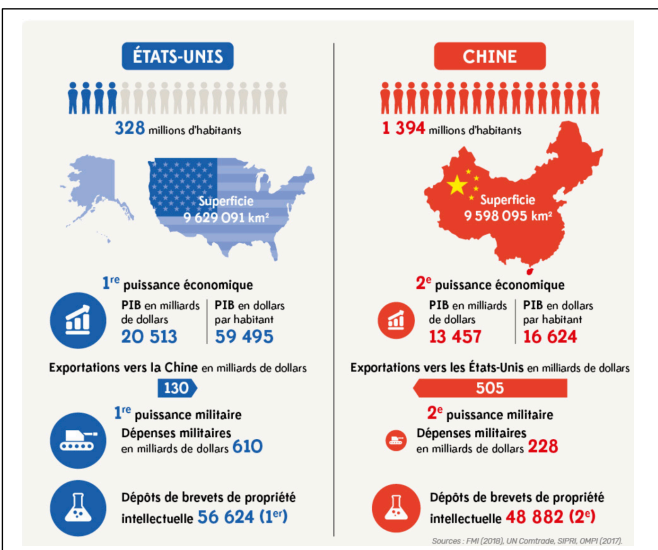 ÉTATS-UNIS
328 millions d'habitants
Superficie
9 629 091 km²
1re puissance économique
PIB en milliards
de dollars
20 513
PIB en dollars
par habitant
59 495
Exportations vers la Chine en milliards de dollars
130
1re puissance militaire
Dépenses militaires
en milliards de dollars 610
Dépôts de brevets de propriété
intellectuelle 56 624 (1er)
CHINE
1 394 millions d'habitants
Superficie
9 598 095 km²
2e puissance économique
PIB en milliards
de dollars
13 457
PIB en dollars
par habitant
16 624
Exportations vers les États-Unis en milliards de dollars
505
2e puissance militaire
Dépenses militaires
en milliards de dollars 228
Dépôts de brevets de propriété
intellectuelle 48 882 (2e)
Sources : FMI (2018), UN Comtrade, SIPRI, OMPI (2017).